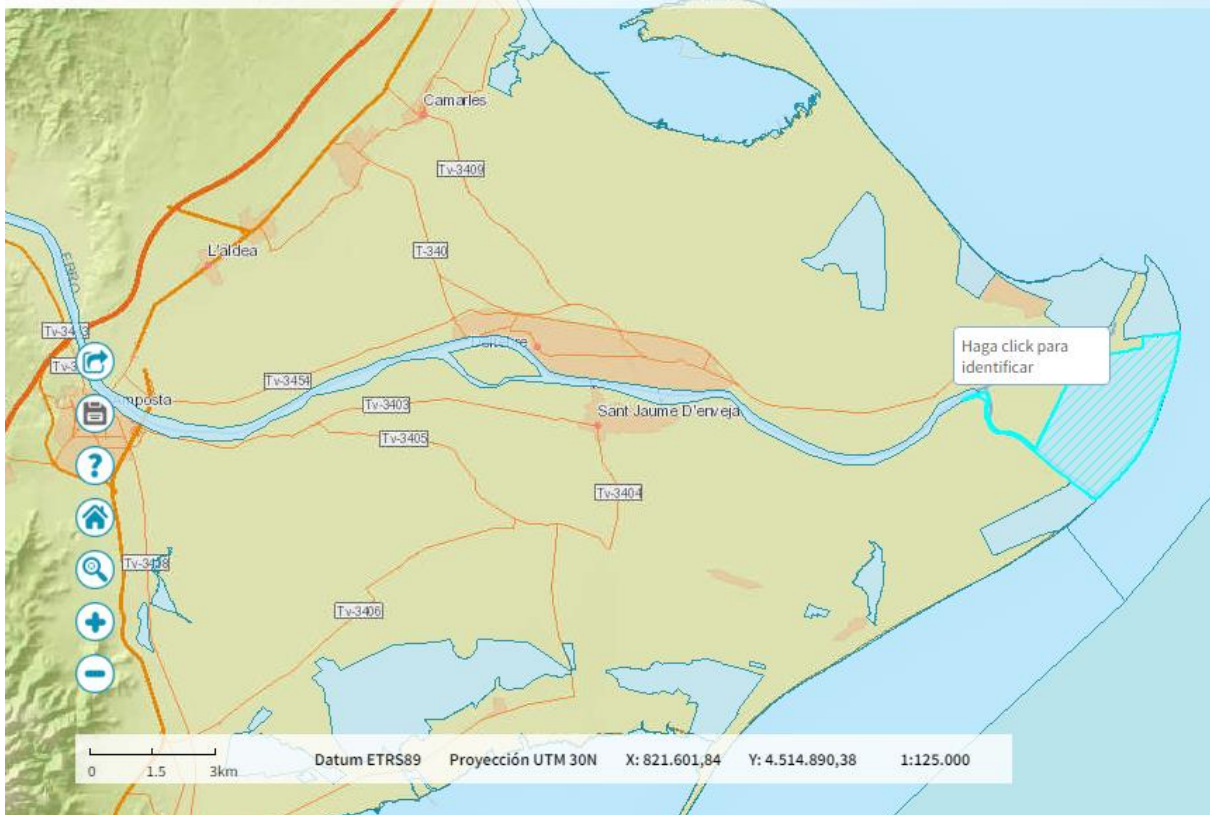 Camarles
Tv-3409
L'aldea
T-340
EBRO
Haga click para
identificar
Tv-3454
Amposta
Tv-3403
Sant Jaume D'enveja
Tv-3405
Tv-3404
?
Tv-3406
0 1.5 3km
Datum ETRS89 Proyección UTM 30N X: 821.601,84 Y: 4.514.890,38 1:125.000